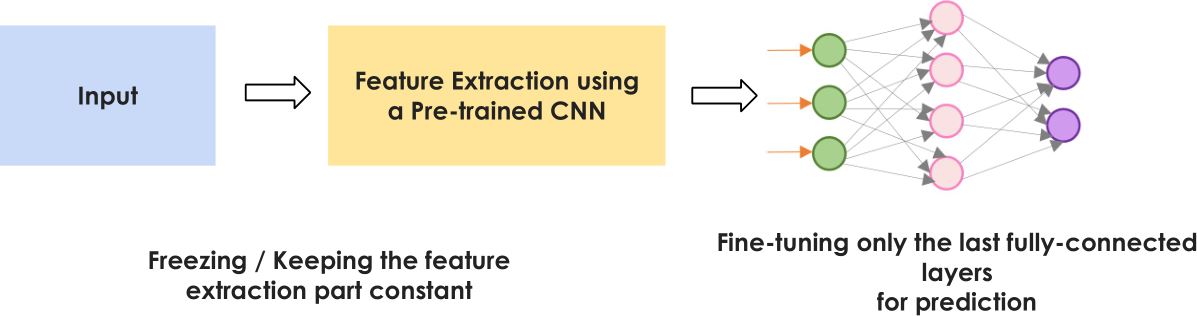 Input
Feature Extraction using
a Pre-trained CNN
Freezing / Keeping the feature
extraction part constant
Fine-tuning only the last fully-connected
layers
for prediction